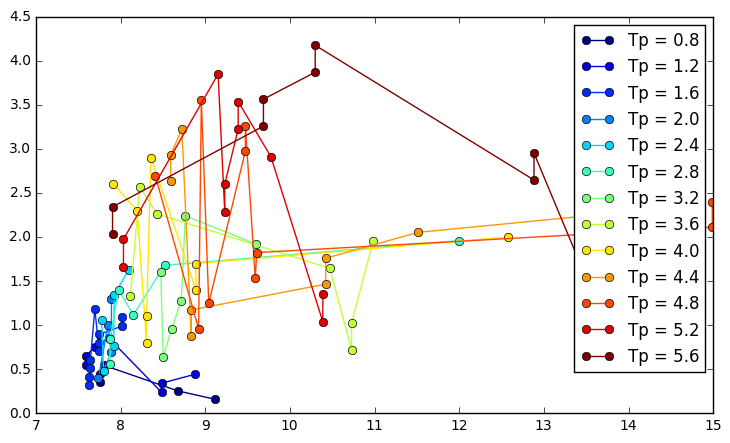 4.5
4.0
3.5
3.0
2.5
2.0
1.5
1.0
0.5
0.0
7 8 9 10 11 12 13 14 15
Tp = 0.8
Tp = 1.2
Tp = 1.6
Tp = 2.0
Tp = 2.4
Tp = 2.8
Tp = 3.2
Tp = 3.6
Tp = 4.0
Tp = 4.4
Tp = 4.8
Tp = 5.2
Tp = 5.6